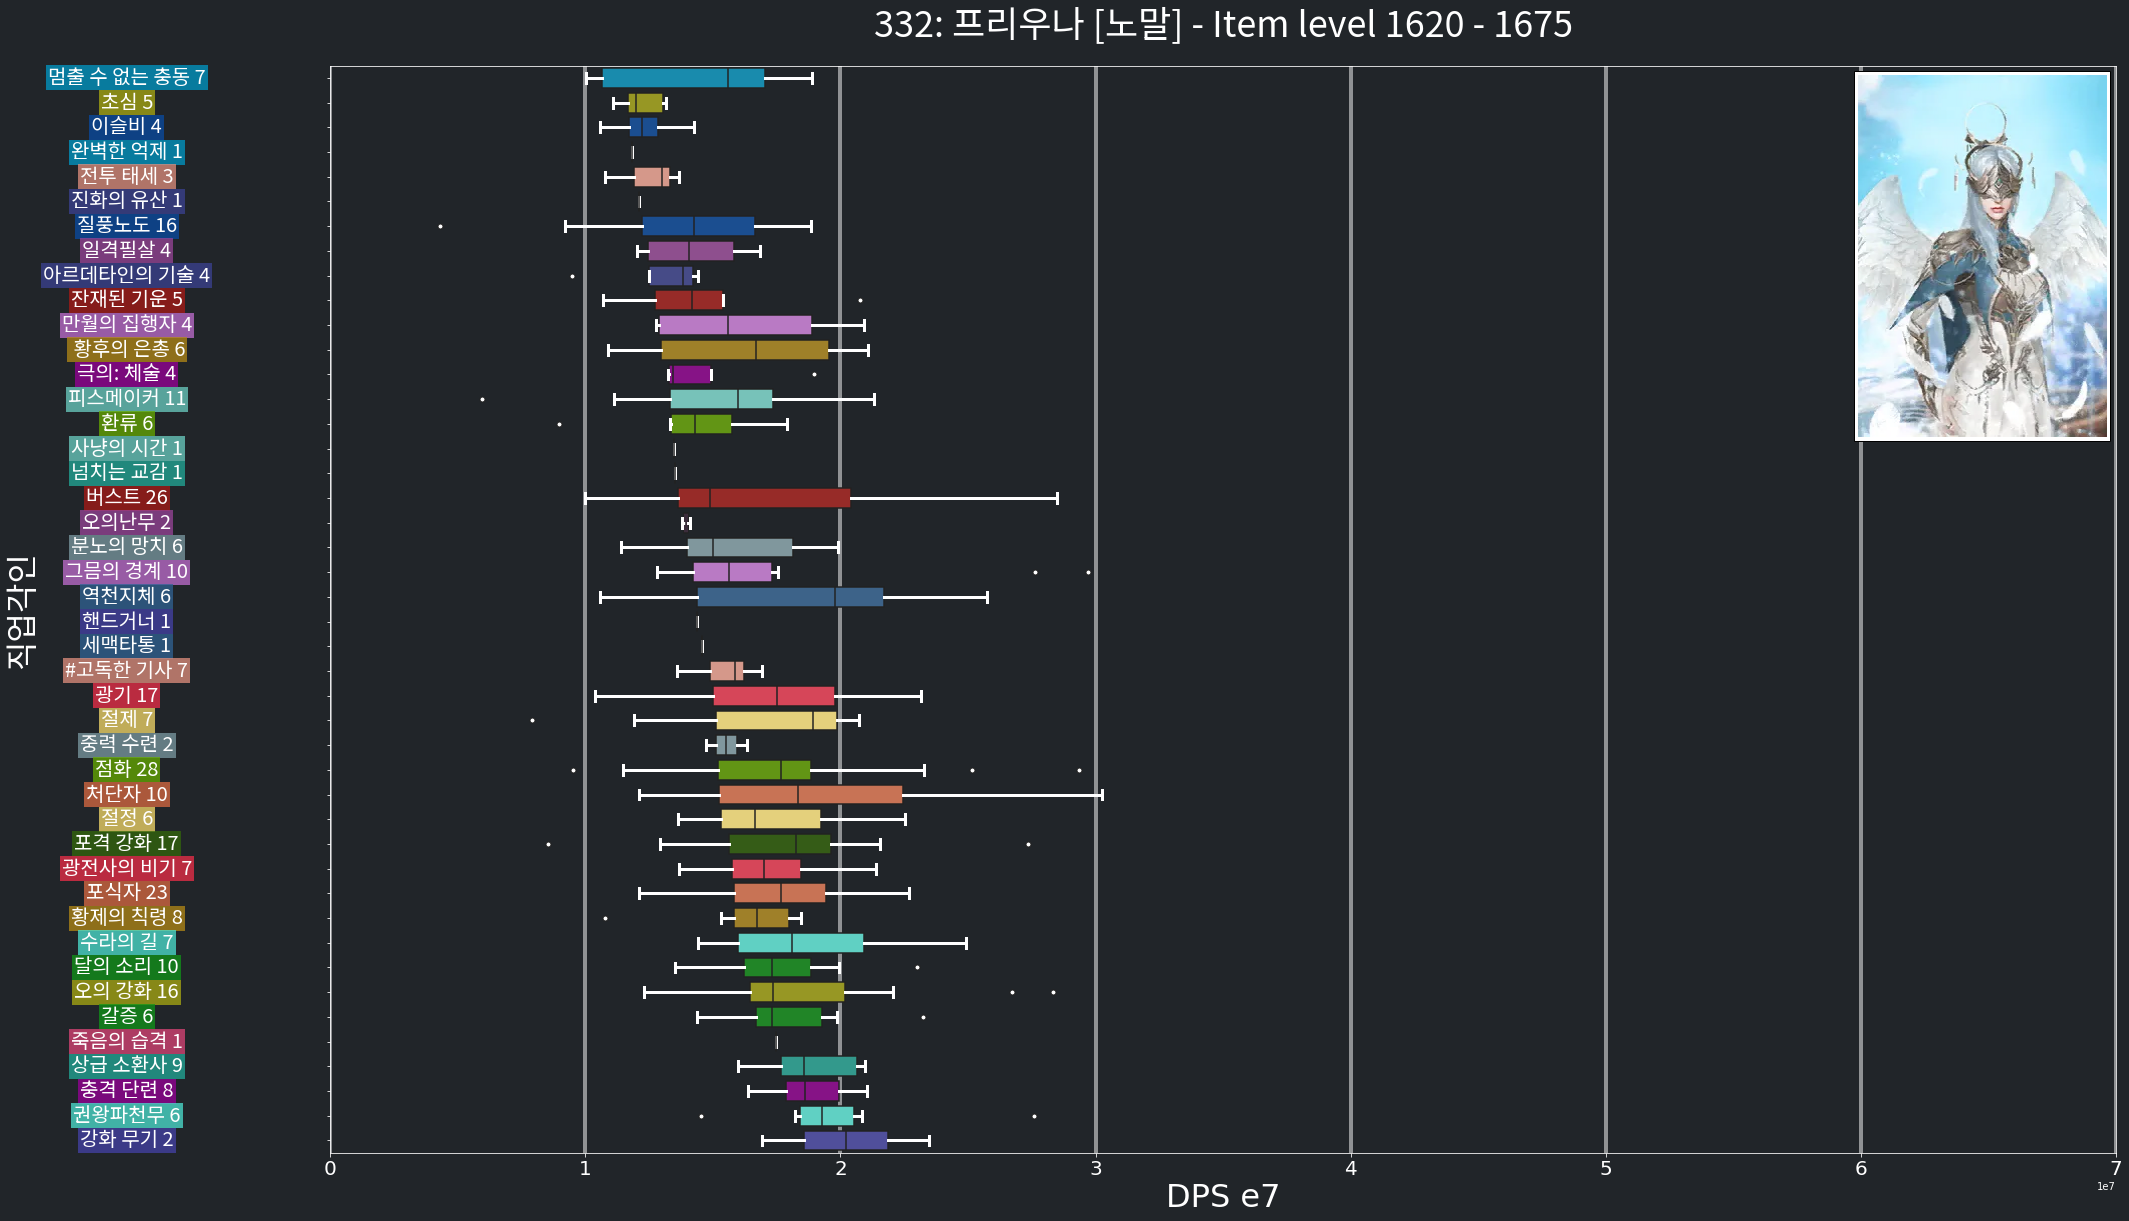 332: 프리우나 [노말] - Item level 1620 - 1675
멈출 수 없는 충동 7
초심 5
이슬비 4
완벽한 억제 1
전투 태세 3
진화의 유산 1
질풍노도 16
일격필살 4
아르데타인의 기술 4
잔재된 기운 5
만월의 집행자 4
황후의 은총 6
극의: 체술 4
피스메이커 11
환류 6
사냥의 시간 1
넘치는 교감 1
버스트 26
오의난무 2
분노의 망치 6
그믐의 경계 10
역천지체 6
핸드거너 1
세맥타통 1
#고독한 기사 7
광기 17
절제 7
중력 수련 2
점화 28
처단자 10
절정 6
포격 강화 17
광전사의 비기 7
포식자 23
황제의 칙령 8
수라의 길 7
달의 소리 10
오의 강화 16
갈증 6
죽음의 습격 1
상급 소환사 9
충격 단련 8
권왕파천무 6
강화 무기 2
직업각인
0 1 2 3 4 5 6 7
1e7
DPS e7